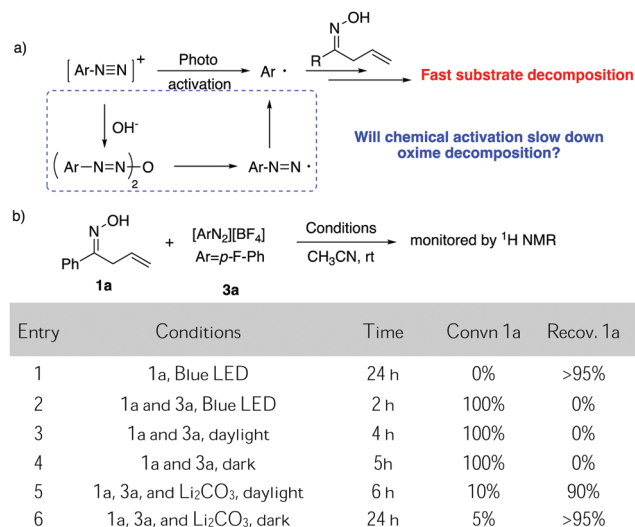 a)
[Ar-N≡N]⁺
Photo
activation
Ar ·
N OH
R
Fast substrate decomposition
OH⁻
(Ar-N=N)₂O
Ar-N=N ·
Will chemical activation slow down
oxime decomposition?
b)
N OH
Ph
1a
+
[ArN₂][BF₄]
Ar=p-F-Ph
3a
Conditions
CH₃CN, rt
monitored by ¹H NMR
Entry Conditions Time Convn 1a Recov. 1a
1 1a, Blue LED 24 h 0% >95%
2 1a and 3a, Blue LED 2 h 100% 0%
3 1a and 3a, daylight 4 h 100% 0%
4 1a and 3a, dark 5h 100% 0%
5 1a, 3a, and Li₂CO₃, daylight 6 h 10% 90%
6 1a, 3a, and Li₂CO₃, dark 24 h 5% >95%